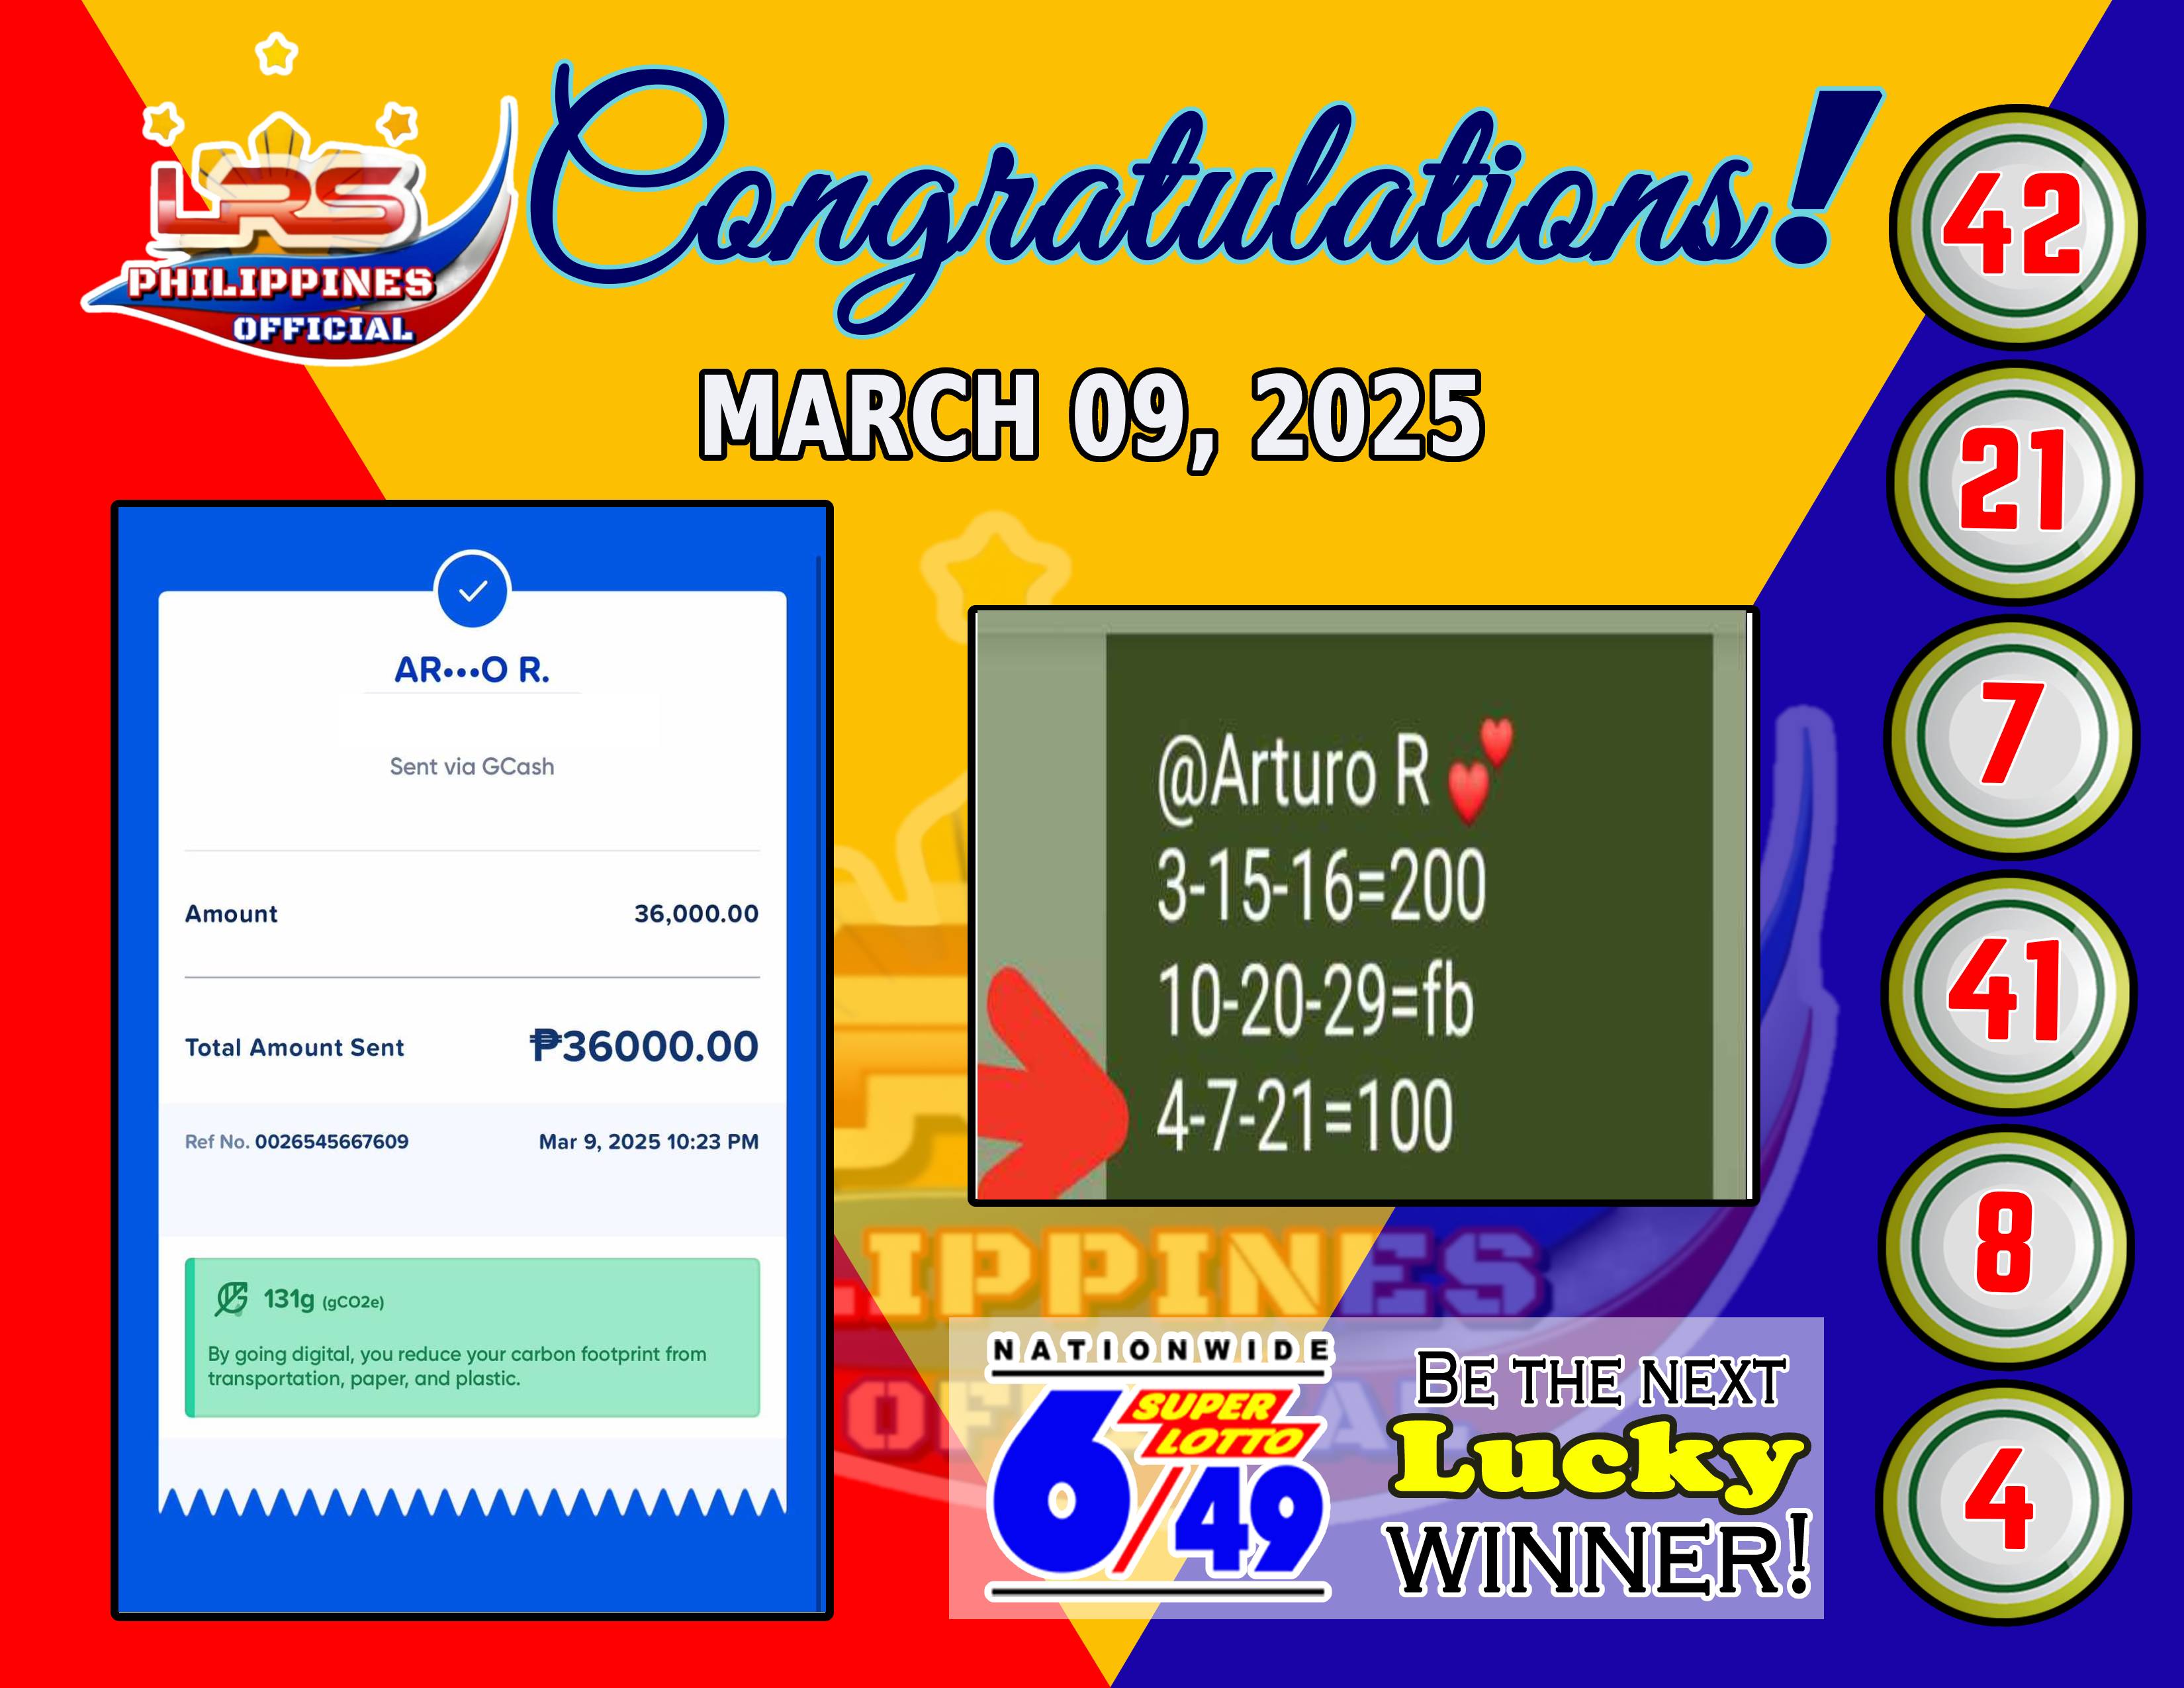 LRS
PHILIPPINES
OFFICIAL
Congratulations!
MARCH 09, 2025
AR•••O R.
Sent via GCash
Amount 36,000.00
Total Amount Sent ₱36000.00
Ref No. 0026545667609 Mar 9, 2025 10:23 PM
131g (gCO2e)
By going digital, you reduce your carbon footprint from
transportation, paper, and plastic.
@Arturo R 💕
3-15-16=200
10-20-29=fb
4-7-21=100
LIPPINES
NATIONWIDE
SUPER
LOTTO
6/49
BE THE NEXT
Lucky
WINNER!
42
21
7
41
8
4